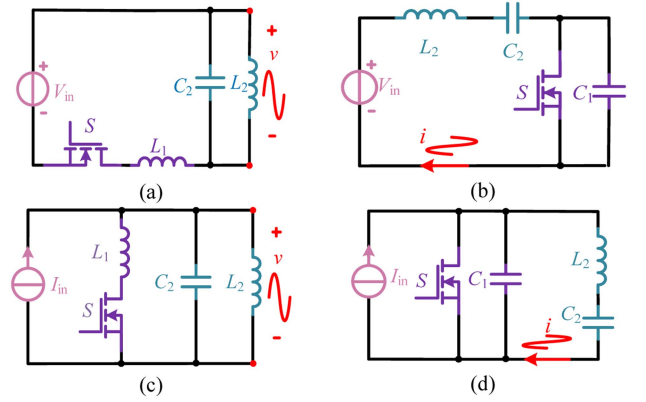 +
V_in
-
S
L_1
C_2
L_2
+
v
-
(a)
L_2
C_2
+
V_in
-
S
C_1
i
(b)
I_in
L_1
S
C_2
L_2
+
v
-
(c)
I_in
S
C_1
L_2
C_2
i
(d)